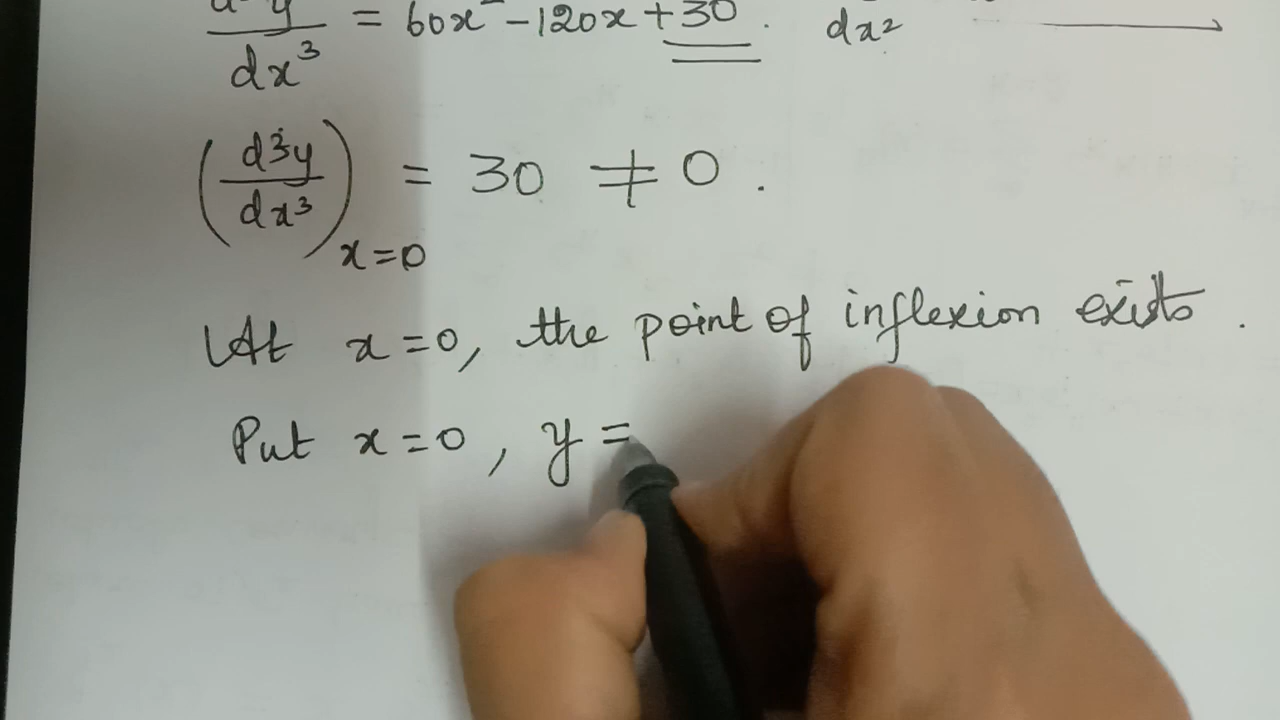 d³y/dx³ = 60x² - 120x + 30 . dx²
(d³y/dx³)x=0 = 30 ≠ 0 .
At x=0, the point of inflexion exists .
Put x=0, y =